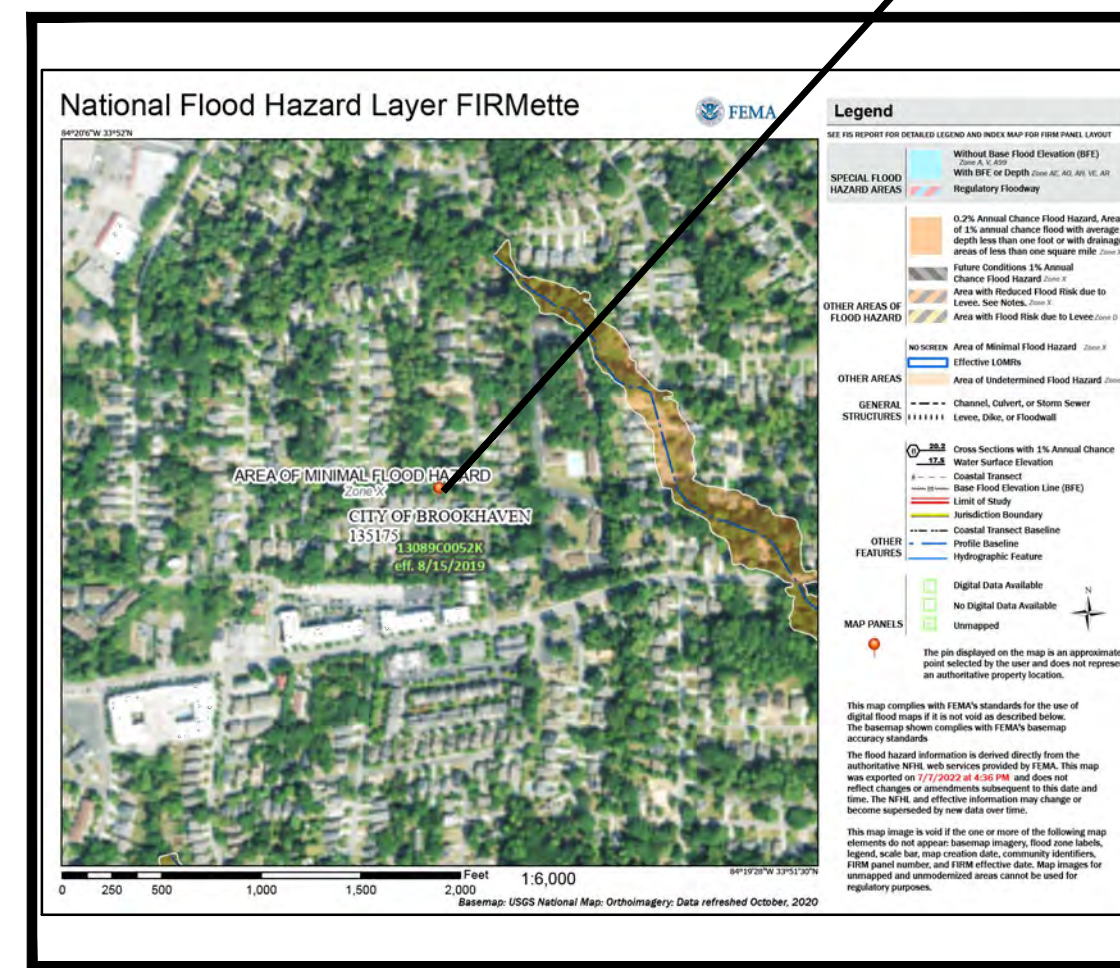 National Flood Hazard Layer FIRMette
FEMA
84°20'6"W 33°52'N
AREA OF MINIMAL FLOOD HAZARD
Zone X
CITY OF BROOKHAVEN
135175
13089C0052K
eff. 8/15/2019
0 250 500 1,000 1,500 2,000
Feet
1:6,000
84°19'28"W 33°51'30"N
Basemap: USGS National Map: Orthoimagery: Data refreshed October, 2020
Legend
SEE FIS REPORT FOR DETAILED LEGEND AND INDEX MAP FOR FIRM PANEL LAYOUT
SPECIAL FLOOD
HAZARD AREAS
Without Base Flood Elevation (BFE)
Zone A, V, A99
With BFE or Depth Zone AE, AO, AH, VE, AR
Regulatory Floodway
OTHER AREAS OF
FLOOD HAZARD
0.2% Annual Chance Flood Hazard, Area
of 1% annual chance flood with average
depth less than one foot or with drainag
areas of less than one square mile Zone X
Future Conditions 1% Annual
Chance Flood Hazard Zone X
Area with Reduced Flood Risk due to
Levee. See Notes. Zone X
Area with Flood Risk due to Levee Zone D
OTHER AREAS
NO SCREEN Area of Minimal Flood Hazard Zone X
Effective LOMRs
Area of Undetermined Flood Hazard Zone
GENERAL
STRUCTURES
Channel, Culvert, or Storm Sewer
Levee, Dike, or Floodwall
OTHER
FEATURES
20.2 Cross Sections with 1% Annual Chance
17.5 Water Surface Elevation
Coastal Transect
Base Flood Elevation Line (BFE)
Limit of Study
Jurisdiction Boundary
Coastal Transect Baseline
Profile Baseline
Hydrographic Feature
MAP PANELS
Digital Data Available
No Digital Data Available
Unmapped
N
The pin displayed on the map is an approximate
point selected by the user and does not represe
an authoritative property location.
This map complies with FEMA's standards for the use of
digital flood maps if it is not void as described below.
The basemap shown complies with FEMA's basemap
accuracy standards
The flood hazard information is derived directly from the
authoritative NFHL web services provided by FEMA. This map
was exported on 7/7/2022 at 4:36 PM and does not
reflect changes or amendments subsequent to this date and
time. The NFHL and effective information may change or
become superseded by new data over time.
This map image is void if the one or more of the following map
elements do not appear: basemap imagery, flood zone labels,
legend, scale bar, map creation date, community identifiers,
FIRM panel number, and FIRM effective date. Map images for
unmapped and unmodernized areas cannot be used for
regulatory purposes.